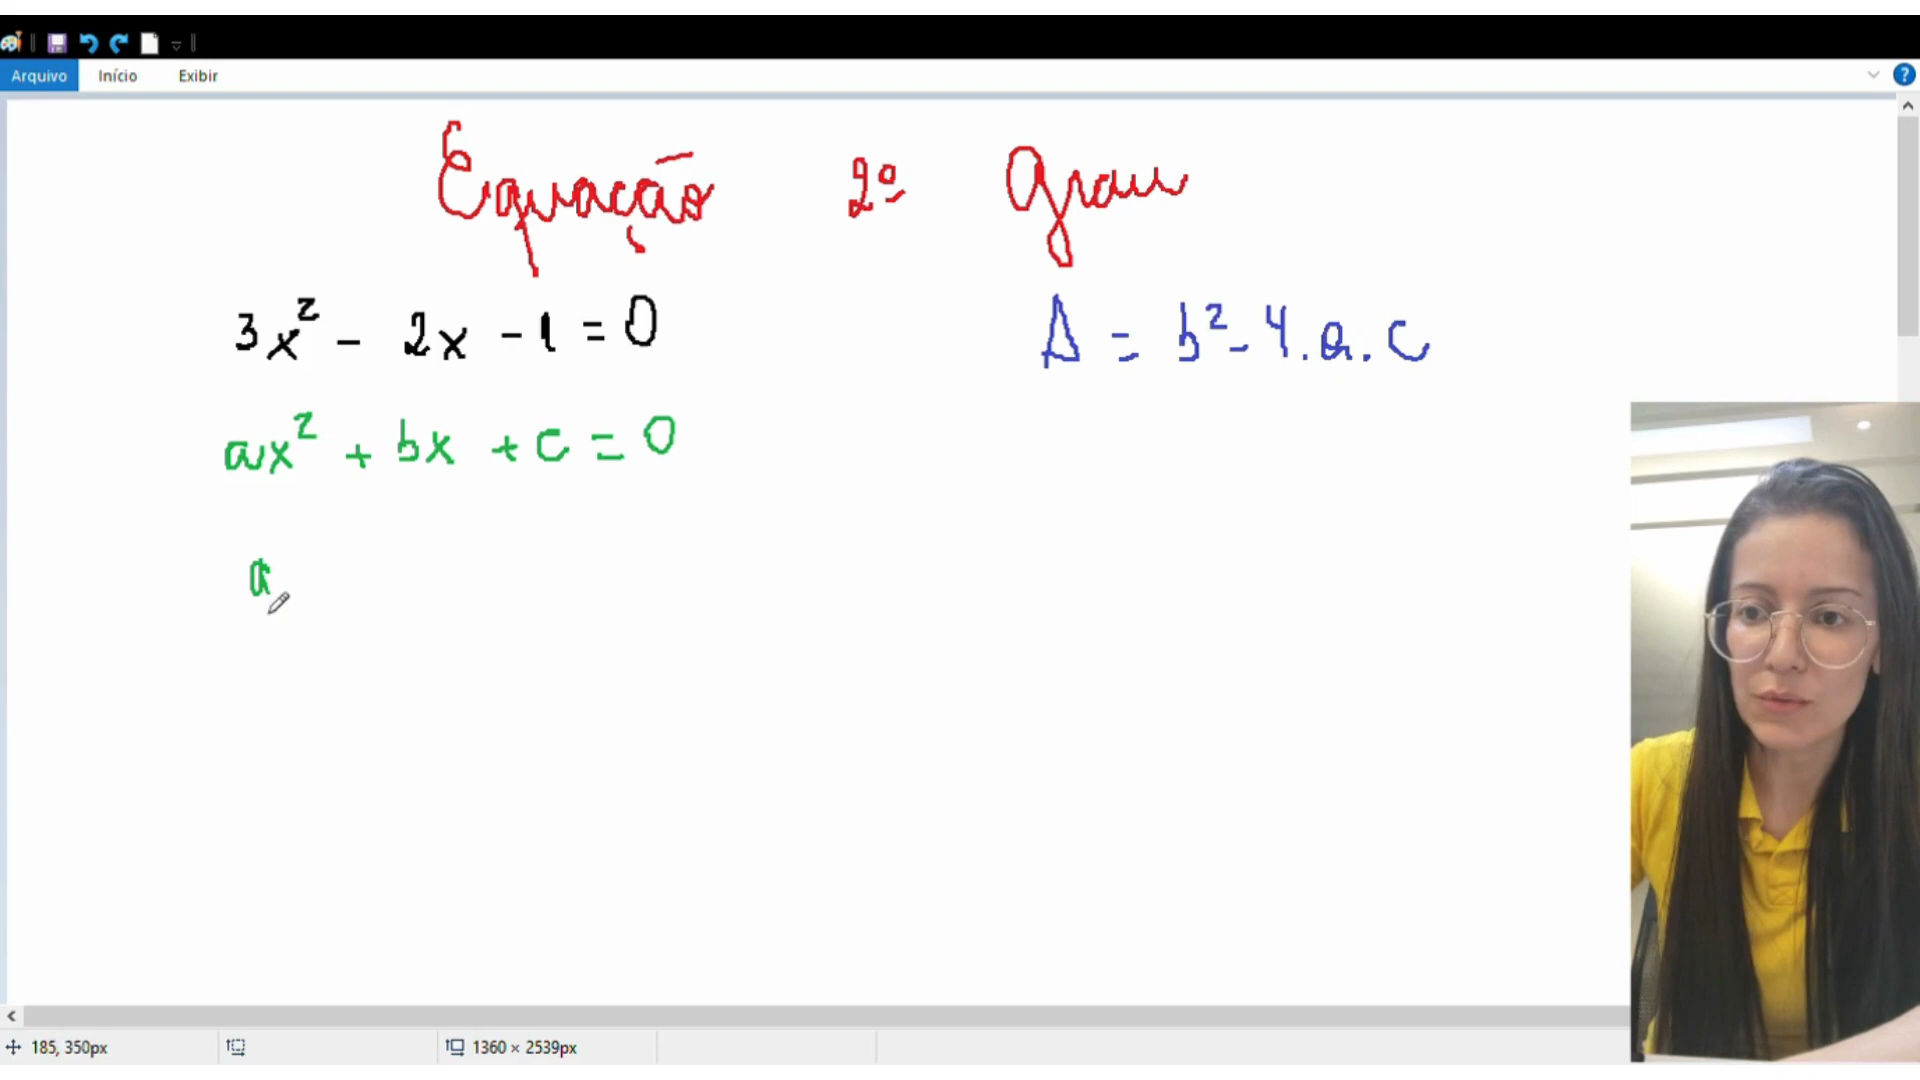 Arquivo Início Exibir
Equação 2º Grau
3x² - 2x - 1 = 0
Δ = b² - 4.a.c
ax² + bx + c = 0
a
185, 350px 1360 × 2539px